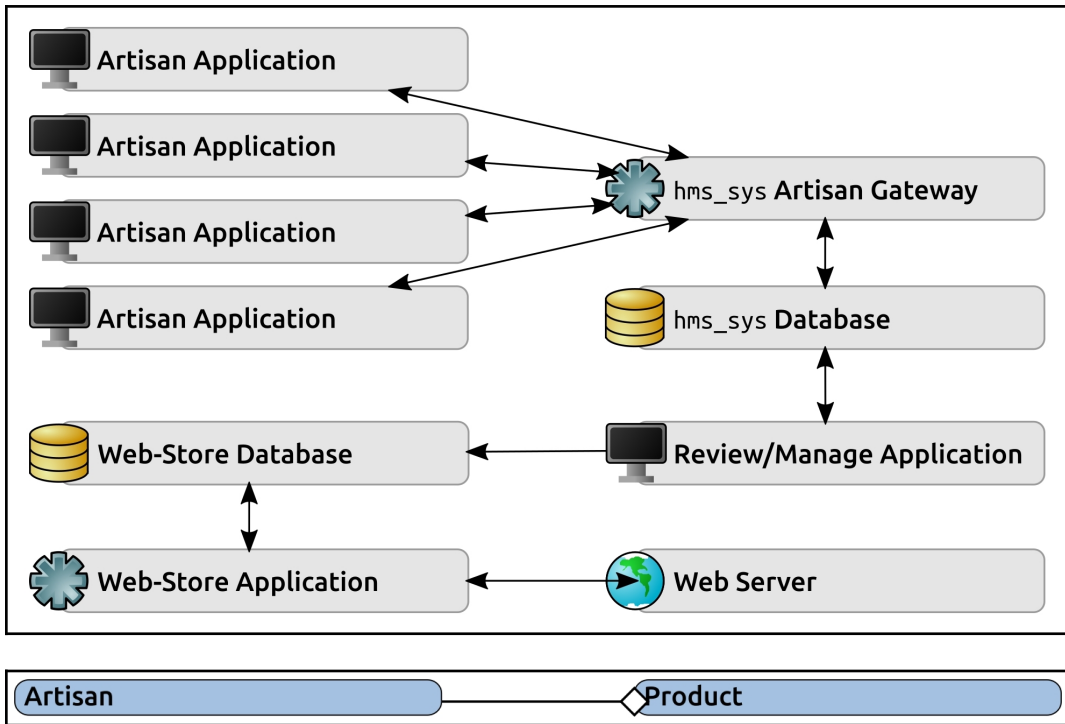 Artisan Application
Artisan Application
hms_sys Artisan Gateway
Artisan Application
Artisan Application
hms_sys Database
Web-Store Database
Review/Manage Application
Web-Store Application
Web Server
Artisan
Product